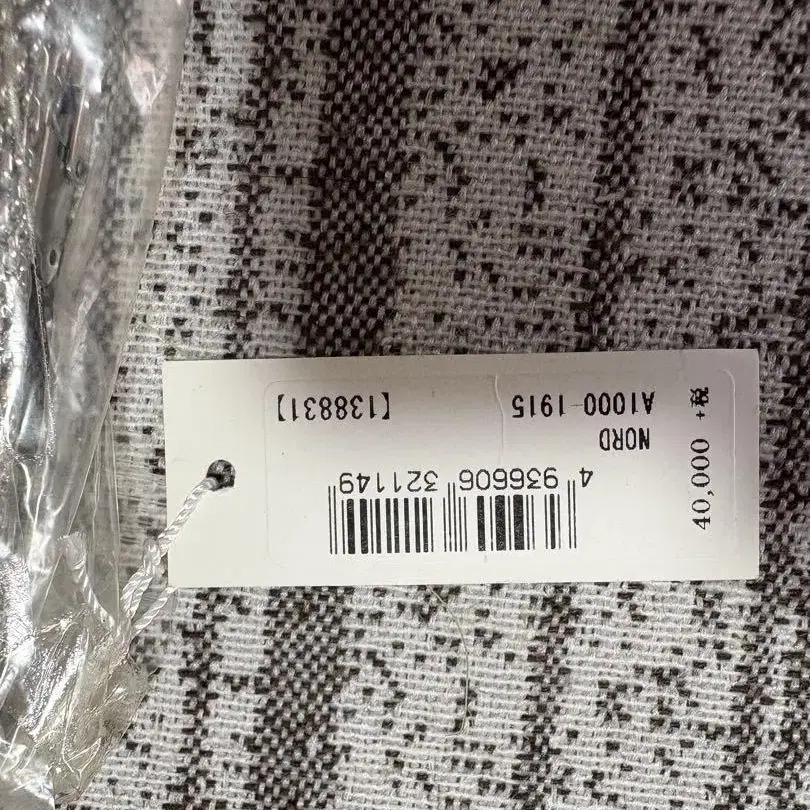 4 936606 321149
NORD
A1000-1915 【138831】
40,000 +税